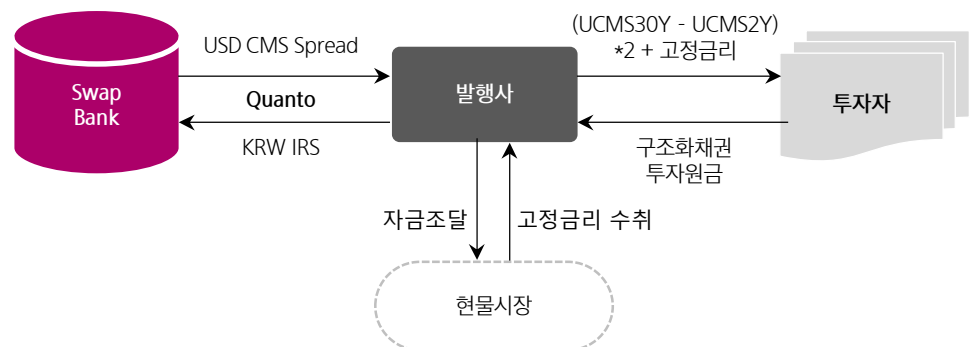 (UCMS30Y - UCMS2Y)
*2 + 고정금리
USD CMS Spread
Swap
Bank
Quanto
발행사
투자자
KRW IRS
구조화채권
투자원금
자금조달
고정금리 수취
현물시장